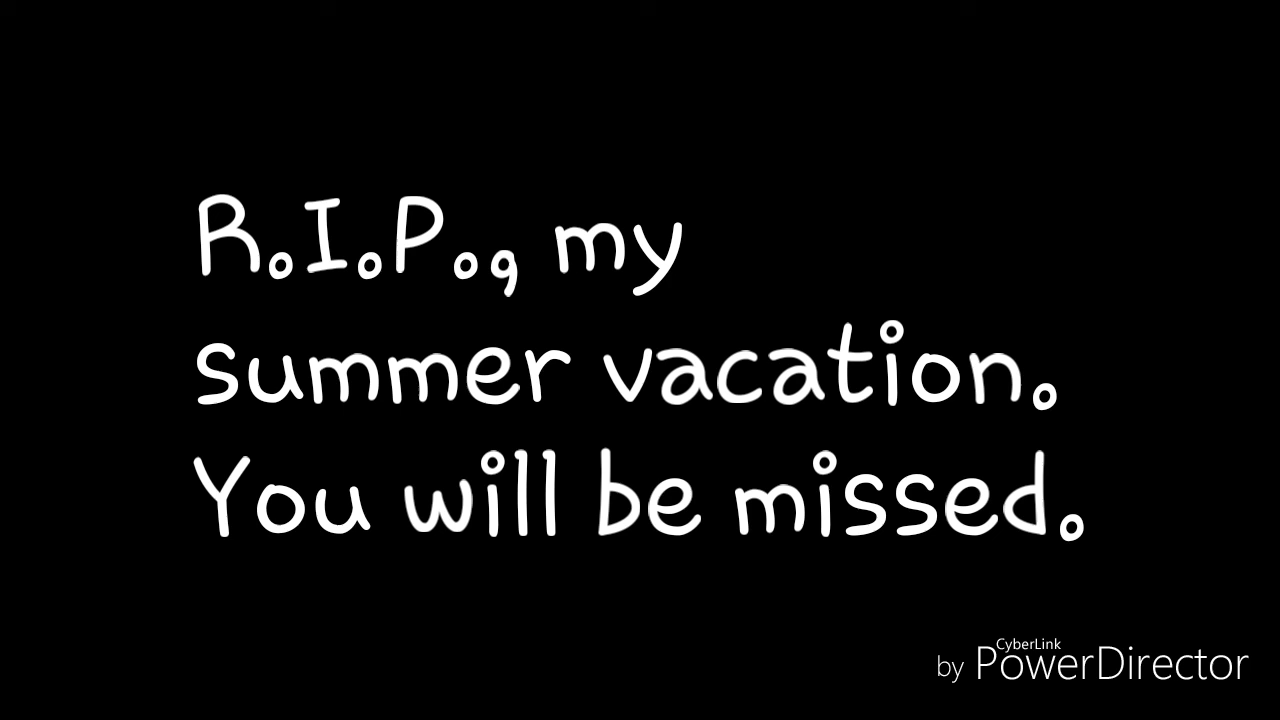 R.I.P., my
summer vacation.
You will be missed.
CyberLink
by PowerDirector